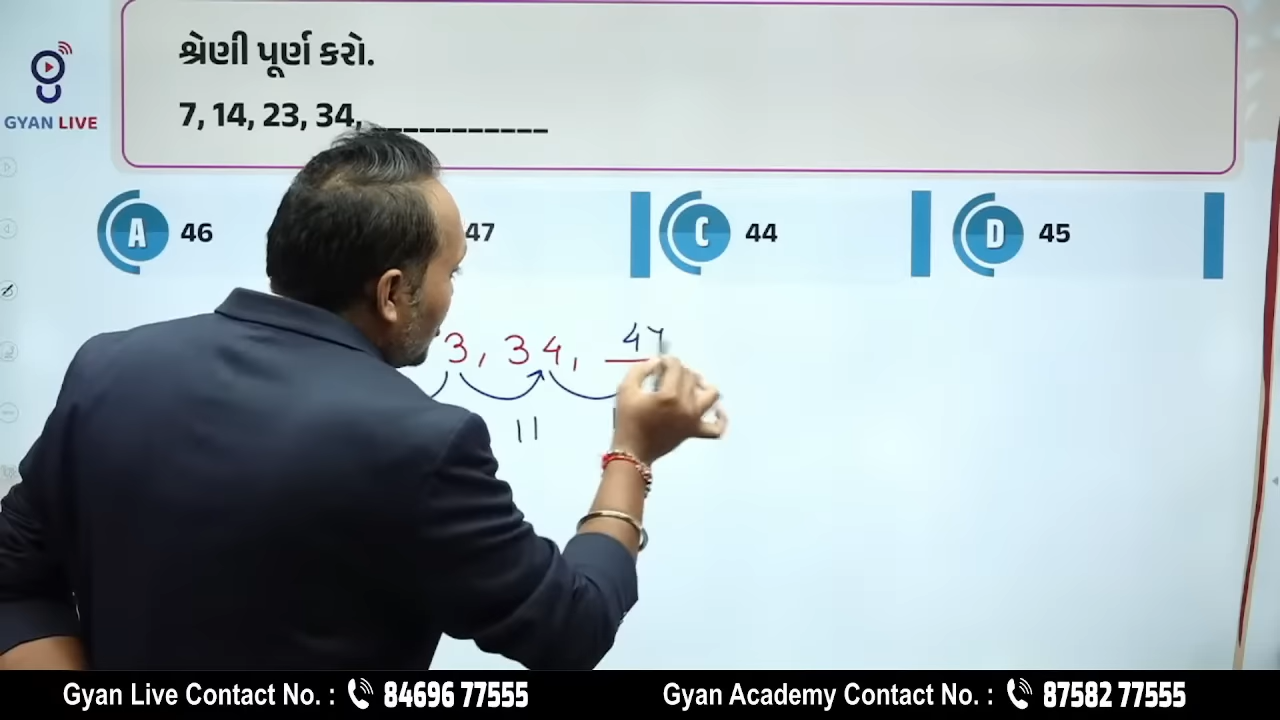 શ્રેણી પૂર્ણ કરો.
7, 14, 23, 34, ___________
GYAN LIVE
A 46
47
C 44
D 45
3, 34, 47
11
Gyan Live Contact No. : 84696 77555
Gyan Academy Contact No. : 87582 77555